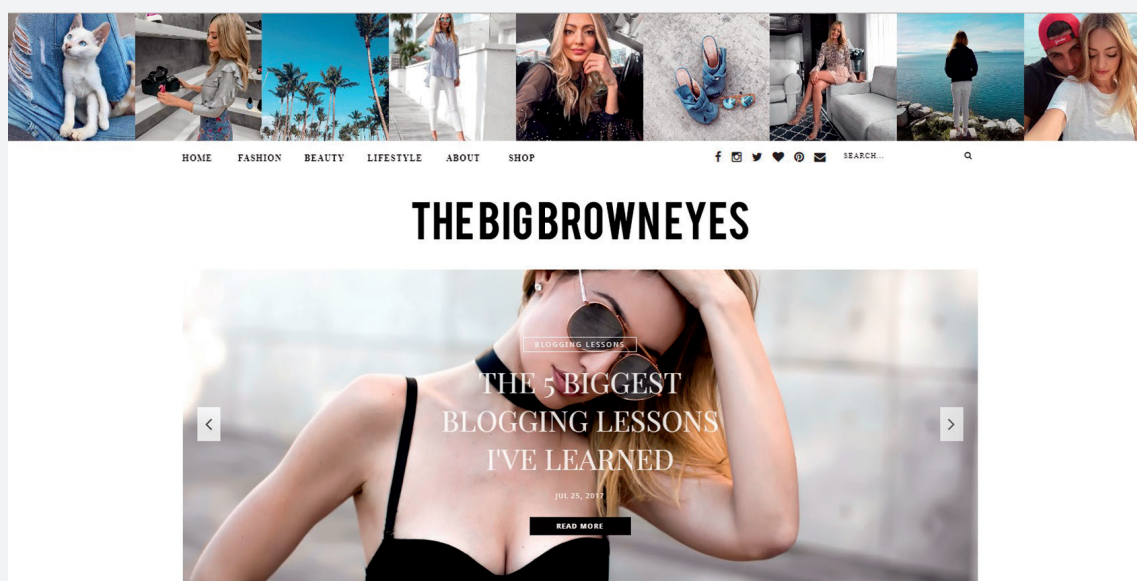 HOME FASHION BEAUTY LIFESTYLE ABOUT SHOP SEARCH...
THEBIGBROWNEYES
BLOGGING LESSONS
THE 5 BIGGEST
BLOGGING LESSONS
I'VE LEARNED
JUL 25, 2017
READ MORE